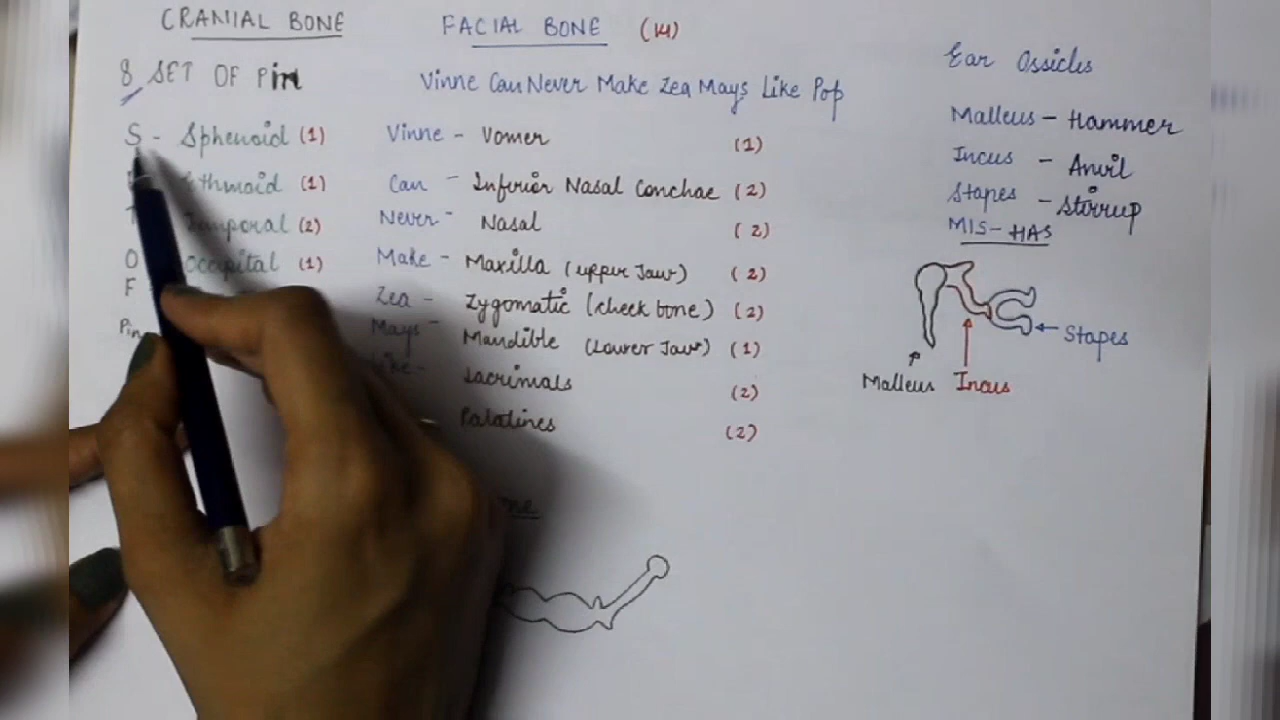 CRANIAL BONE
8 SET OF Pin
S - Sphenoid (1)
(1)
(2)
O occipital (1)
F
Pin
FACIAL BONE (14)
Vinne Can Never Make Zea Mays Like Pop
Vinne - Vomer (1)
Can - Inferior Nasal Conchae (2)
Never - Nasal (2)
Make - Maxilla (upper Jaw) (2)
Zea - Zygomatic (cheek bone) (2)
Mays - Mandible (Lower Jaw) (1)
Like - Lacrimals (2)
Palatines (2)
Ear Ossicles
Malleus - Hammer
Incus - Anvil
Stapes - Stirrup
MIS - HAS
Stapes
Malleus Incus